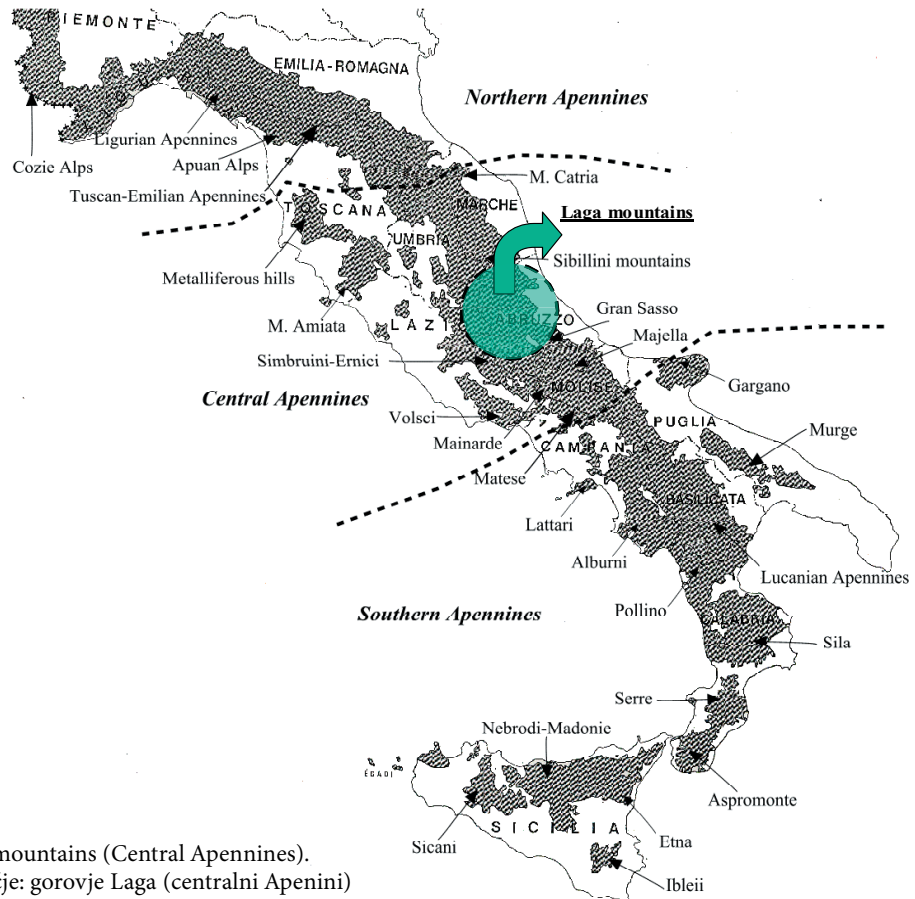 PIEMONTE
EMILIA-ROMAGNA
Northern Apennines
Ligurian Apennines
Cozie Alps
Apuan Alps
M. Catria
Tuscan-Emilian Apennines
TOSCANA
MARCHE
Laga mountains
UMBRIA
Sibillini mountains
Metalliferous hills
Gran Sasso
M. Amiata
LAZI
ABRUZZO
Majella
Simbruini-Ernici
MOLISE
Gargano
Central Apennines
Volsci
PUGLIA
Murge
Mainarde
CAMPANIA
Matese
BASILICATA
Lattari
Alburni
Lucanian Apennines
Pollino
Southern Apennines
CALABRIA
Sila
Serre
Nebrodi-Madonie
EGADI
Aspromonte
SICILIA
Sicani
Etna
Ibleii
mountains (Central Apennines).
je: gorovje Laga (centralni Apenini)